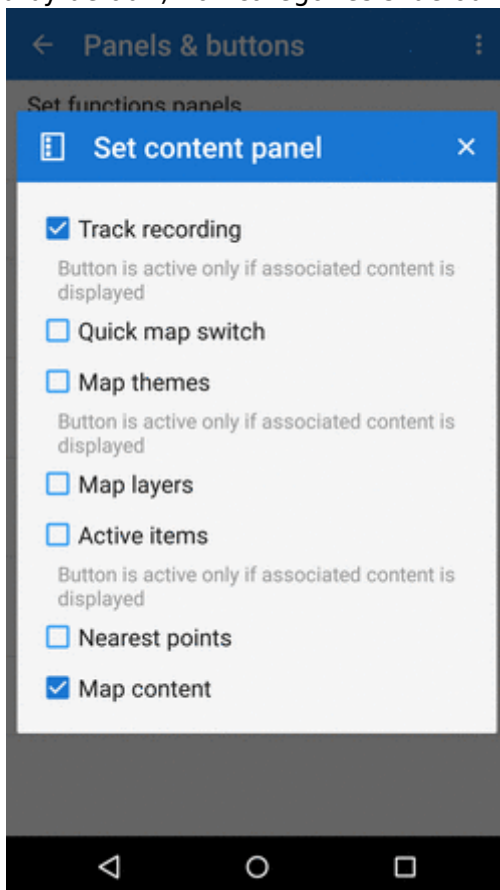 Panels & buttons
Set functions panels
Set content panel
Track recording
Button is active only if associated content is
displayed
Quick map switch
Map themes
Button is active only if associated content is
displayed
Map layers
Active items
Button is active only if associated content is
displayed
Nearest points
Map content